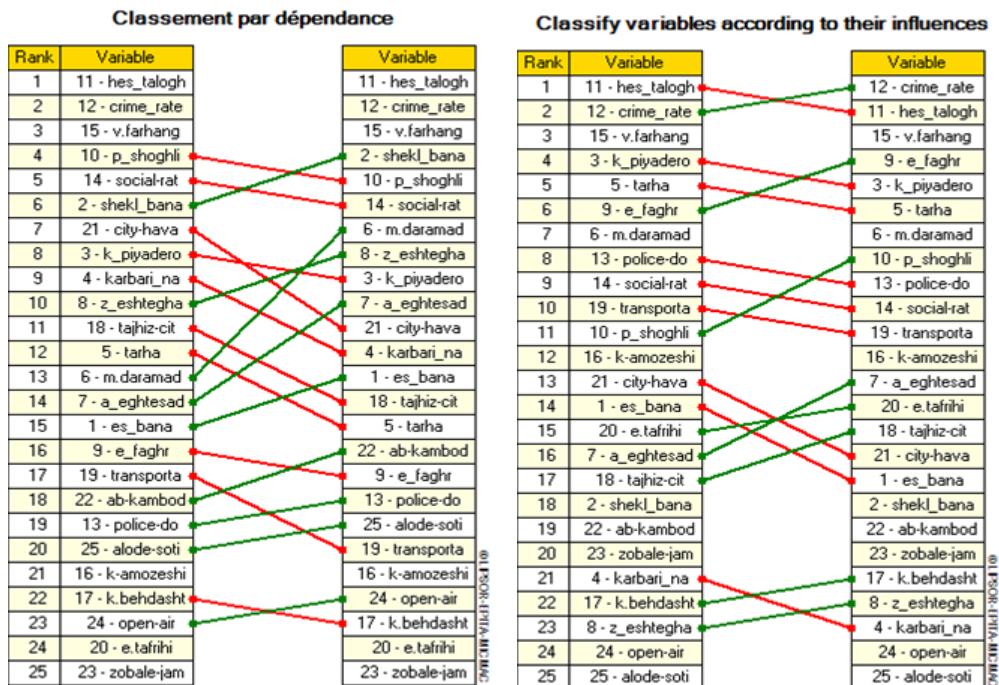 Classement par dépendance
Rank Variable Variable
1 11 - hes_talogh 11 - hes_talogh
2 12 - crime_rate 12 - crime_rate
3 15 - v.farhang 15 - v.farhang
4 10 - p_shoghli 2 - shekl_bana
5 14 - social-rat 10 - p_shoghli
6 2 - shekl_bana 14 - social-rat
7 21 - city-hava 6 - m.daramad
8 3 - k_piyadero 8 - z_eshtegha
9 4 - karbari_na 3 - k_piyadero
10 8 - z_eshtegha 7 - a_eghtesad
11 18 - tajhiz-cit 21 - city-hava
12 5 - tarha 4 - karbari_na
13 6 - m.daramad 1 - es_bana
14 7 - a_eghtesad 18 - tajhiz-cit
15 1 - es_bana 5 - tarha
16 9 - e_faghr 22 - ab-kambod
17 19 - transporta 9 - e_faghr
18 22 - ab-kambod 13 - police-do
19 13 - police-do 25 - alode-soti
20 25 - alode-soti 19 - transporta
21 16 - k-amozeshi 16 - k-amozeshi
22 17 - k.behdasht 24 - open-air
23 24 - open-air 17 - k.behdasht
24 20 - e.tafrihi 20 - e.tafrihi
25 23 - zobale-jam 23 - zobale-jam
© LIPSOR-EPITA-MICMAC
Classify variables according to their influences
Rank Variable Variable
1 11 - hes_talogh 12 - crime_rate
2 12 - crime_rate 11 - hes_talogh
3 15 - v.farhang 15 - v.farhang
4 3 - k_piyadero 9 - e_faghr
5 5 - tarha 3 - k_piyadero
6 9 - e_faghr 5 - tarha
7 6 - m.daramad 6 - m.daramad
8 13 - police-do 10 - p_shoghli
9 14 - social-rat 13 - police-do
10 19 - transporta 14 - social-rat
11 10 - p_shoghli 19 - transporta
12 16 - k-amozeshi 16 - k-amozeshi
13 21 - city-hava 7 - a_eghtesad
14 1 - es_bana 20 - e.tafrihi
15 20 - e.tafrihi 18 - tajhiz-cit
16 7 - a_eghtesad 21 - city-hava
17 18 - tajhiz-cit 1 - es_bana
18 2 - shekl_bana 2 - shekl_bana
19 22 - ab-kambod 22 - ab-kambod
20 23 - zobale-jam 23 - zobale-jam
21 4 - karbari_na 17 - k.behdasht
22 17 - k.behdasht 8 - z_eshtegha
23 8 - z_eshtegha 4 - karbari_na
24 24 - open-air 24 - open-air
25 25 - alode-soti 25 - alode-soti
© LIPSOR-EPITA-MICMAC